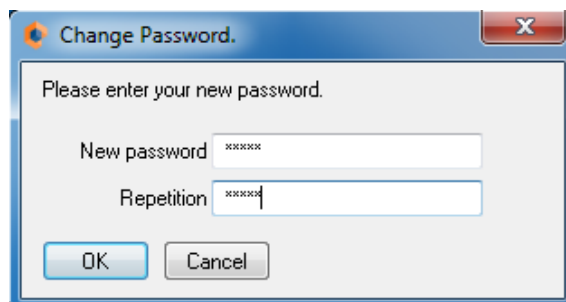 Change Password.
Please enter your new password.
New password *****
Repetition *****
OK Cancel